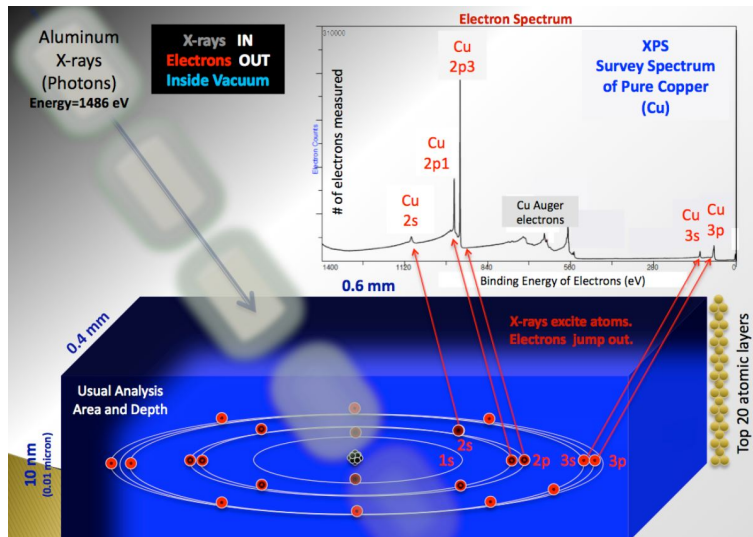 Electron Spectrum
Aluminum
X-rays
(Photons)
Energy=1486 eV
X-rays IN
Electrons OUT
Inside Vacuum
310000
Electron Counts
# of electrons measured
Cu
2p3
Cu
2p1
Cu
2s
Cu Auger
electrons
XPS
Survey Spectrum
of Pure Copper
(Cu)
Cu
3s
Cu
3p
1400
1120
840
560
280
0
Binding Energy of Electrons (eV)
0.6 mm
0.4 mm
X-rays excite atoms.
Electrons jump out.
Usual Analysis
Area and Depth
10 nm
(0.01 micron)
1s
2s
2p
3s
3p
Top 20 atomic layers